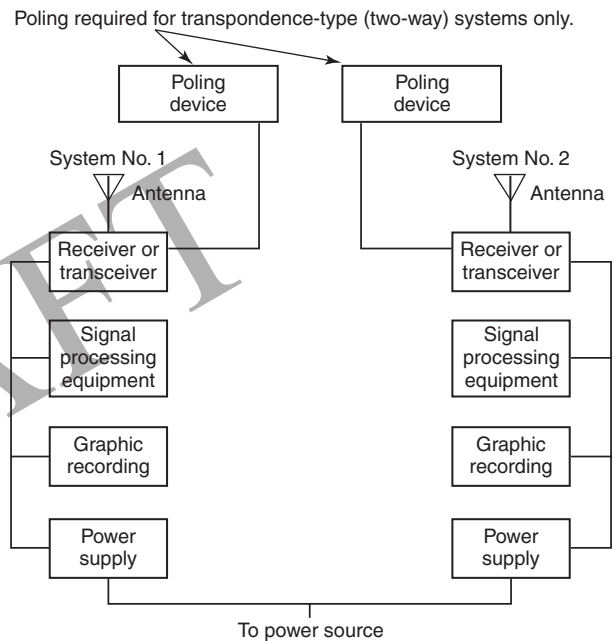 Poling required for transpondence-type (two-way) systems only.
Poling
device
Poling
device
System No. 1
Antenna
System No. 2
Antenna
Receiver or
transceiver
Receiver or
transceiver
Signal
processing
equipment
Signal
processing
equipment
Graphic
recording
Graphic
recording
Power
supply
Power
supply
To power source